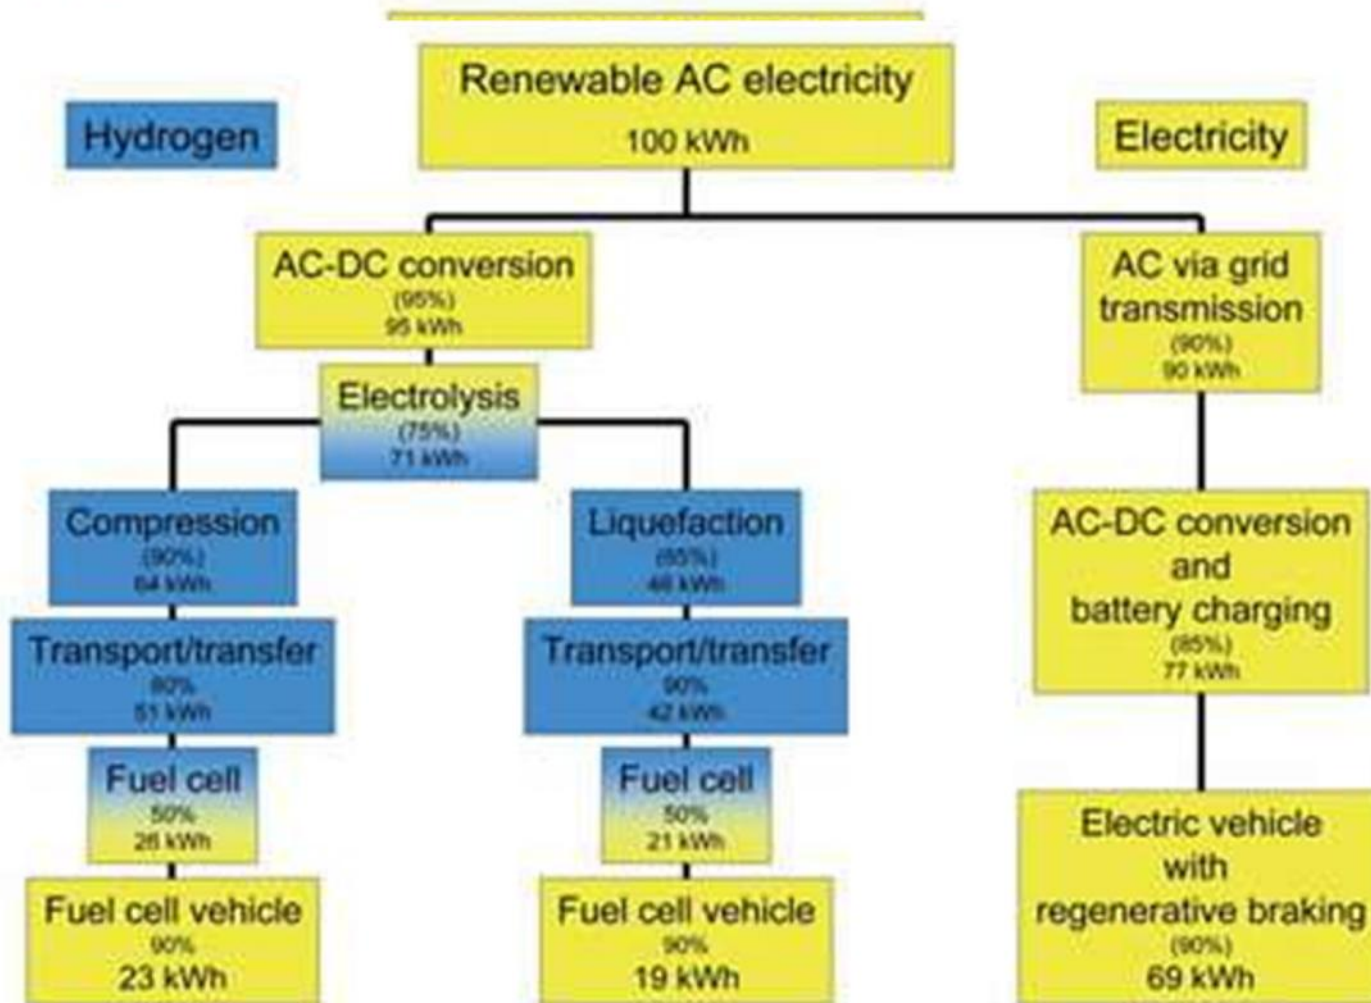 Renewable AC electricity
100 kWh
Hydrogen
Electricity
AC-DC conversion
(95%)
95 kWh
AC via grid
transmission
(90%)
90 kWh
Electrolysis
(75%)
71 kWh
Compression
(90%)
64 kWh
Liquefaction
(65%)
46 kWh
AC-DC conversion
and
battery charging
(85%)
77 kWh
Transport/transfer
80%
51 kWh
Transport/transfer
90%
42 kWh
Fuel cell
50%
26 kWh
Fuel cell
50%
21 kWh
Electric vehicle
with
regenerative braking
(90%)
69 kWh
Fuel cell vehicle
90%
23 kWh
Fuel cell vehicle
90%
19 kWh